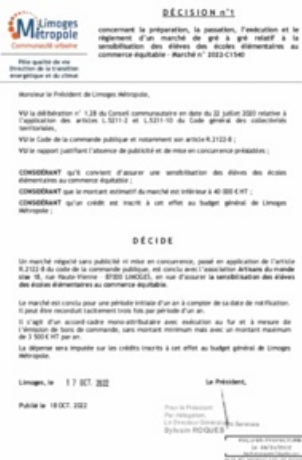 Limoges
Métropole
Communauté urbaine
Pôle qualité de vie
Direction de la transition
énergétique et du climat
DÉCISION n°1
concernant la préparation, la passation, l'exécution et le
règlement d'un marché de gré à gré relatif à la
sensibilisation des élèves des écoles élémentaires au
commerce équitable - Marché n° 2022-C1540
Monsieur le Président de Limoges Métropole,
VU la délibération n° 1.28 du Conseil communautaire en date du 22 juillet 2020 relative à
l'application des articles L.5211-2 et L.5211-10 du Code général des collectivités
territoriales,
VU le Code de la commande publique et notamment son article R.2122-8 ;
VU le rapport justifiant l'absence de publicité et de mise en concurrence préalables ;
CONSIDÉRANT qu'il convient d'assurer une sensibilisation des élèves des écoles
élémentaires au commerce équitable ;
CONSIDÉRANT que le montant estimatif du marché est inférieur à 40 000 € HT ;
CONSIDÉRANT qu'un crédit est inscrit à cet effet au budget général de Limoges
Métropole ;
DÉCIDE
Un marché négocié sans publicité ni mise en concurrence, passé en application de l'article
R.2122-8 du code de la commande publique, est conclu avec l'association Artisans du monde
sise 18, rue Haute-Vienne 87000 LIMOGES, en vue d'assurer la sensibilisation des élèves
des écoles élémentaires au commerce équitable.
Le marché est conclu pour une période initiale d'un an à compter de sa date de notification.
Il peut être reconduit tacitement trois fois par période d'un an.
Il s'agit d'un accord-cadre mono-attributaire avec exécution au fur et à mesure de
l'émission de bons de commande, sans montant minimum mais avec un montant maximum
de 3 500 € HT par an.
La dépense sera imputée sur les crédits inscrits à cet effet au budget général de Limoges
Métropole.
Limoges, le 17 OCT. 2022
Le Président,
Publié le 18 OCT. 2022
Pour le Président
Par délégation,
Le Directeur Général des Services
Sylvain ROQUES